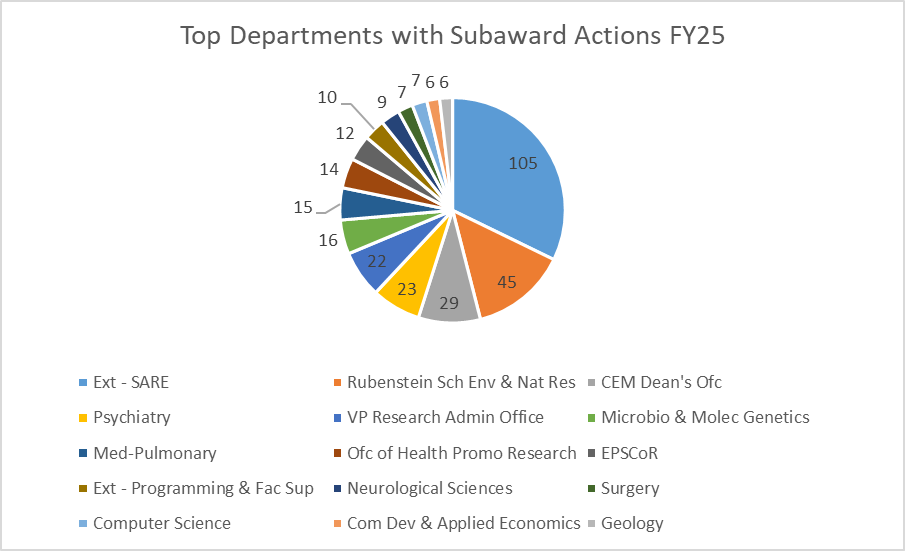 Top Departments with Subaward Actions FY25
105
45
29
23
22
16
15
14
12
10
9
7
7
6
6
Ext - SARE
Rubenstein Sch Env & Nat Res
CEM Dean's Ofc
Psychiatry
VP Research Admin Office
Microbio & Molec Genetics
Med-Pulmonary
Ofc of Health Promo Research
EPSCoR
Ext - Programming & Fac Sup
Neurological Sciences
Surgery
Computer Science
Com Dev & Applied Economics
Geology